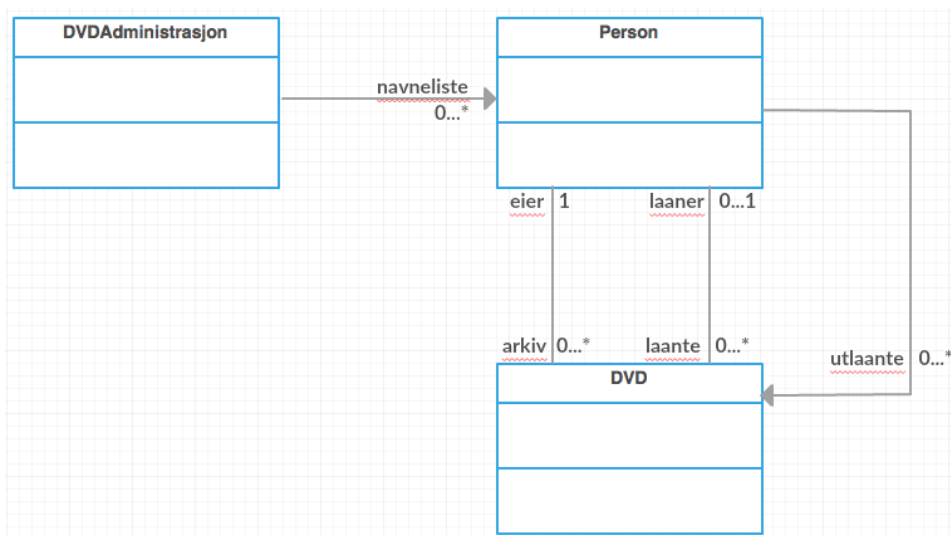 DVDAdministrasjon
Person
navneliste
0...*
eier 1
laaner 0...1
arkiv 0...*
laante 0...*
utlaante 0...*
DVD